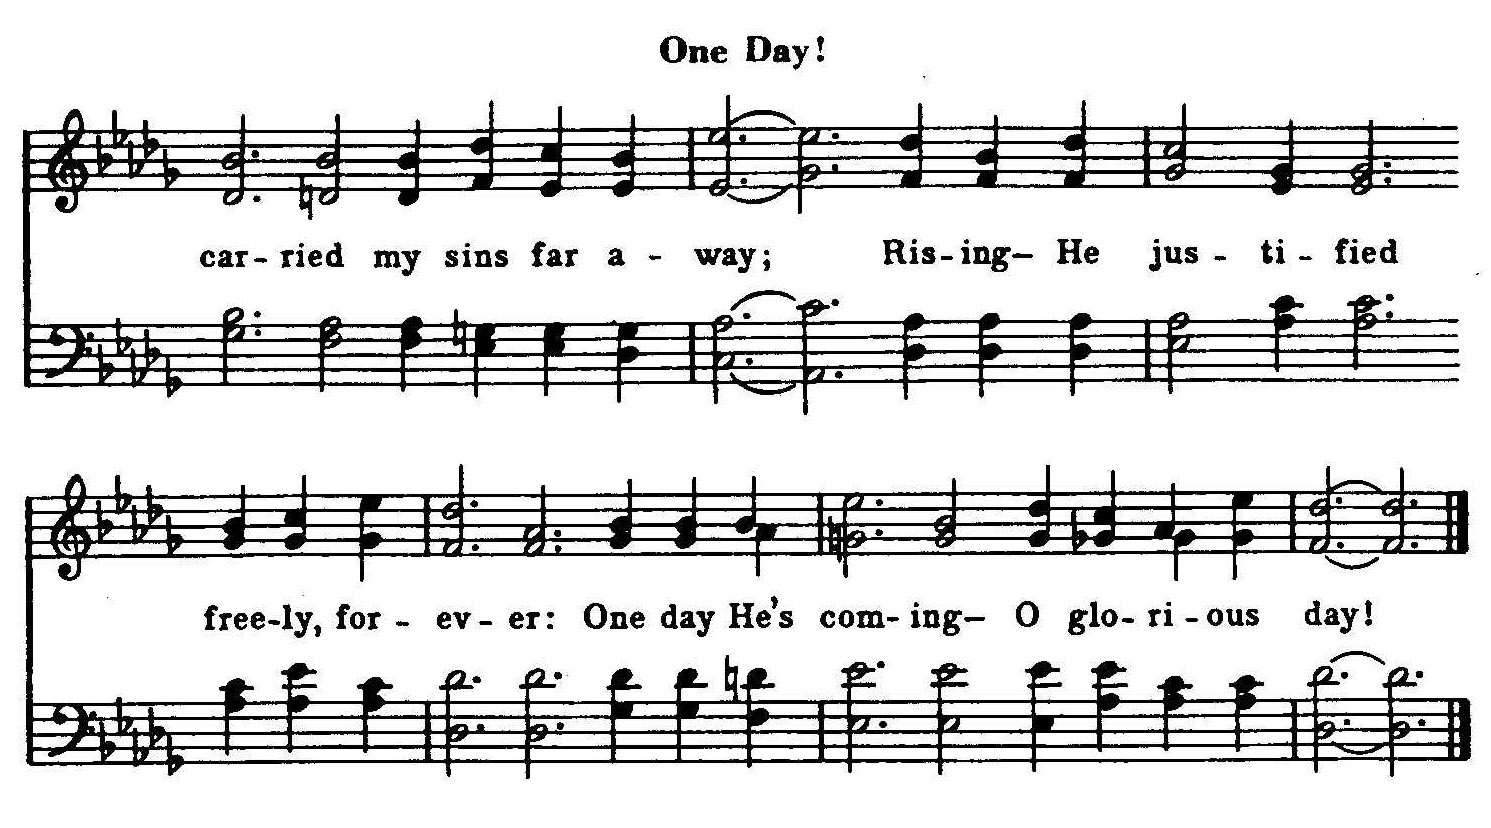 One Day!
car-ried my sins far a - way; Ris-ing— He jus - ti - fied
free-ly, for - ev - er: One day He's com-ing— O glo-ri-ous day!